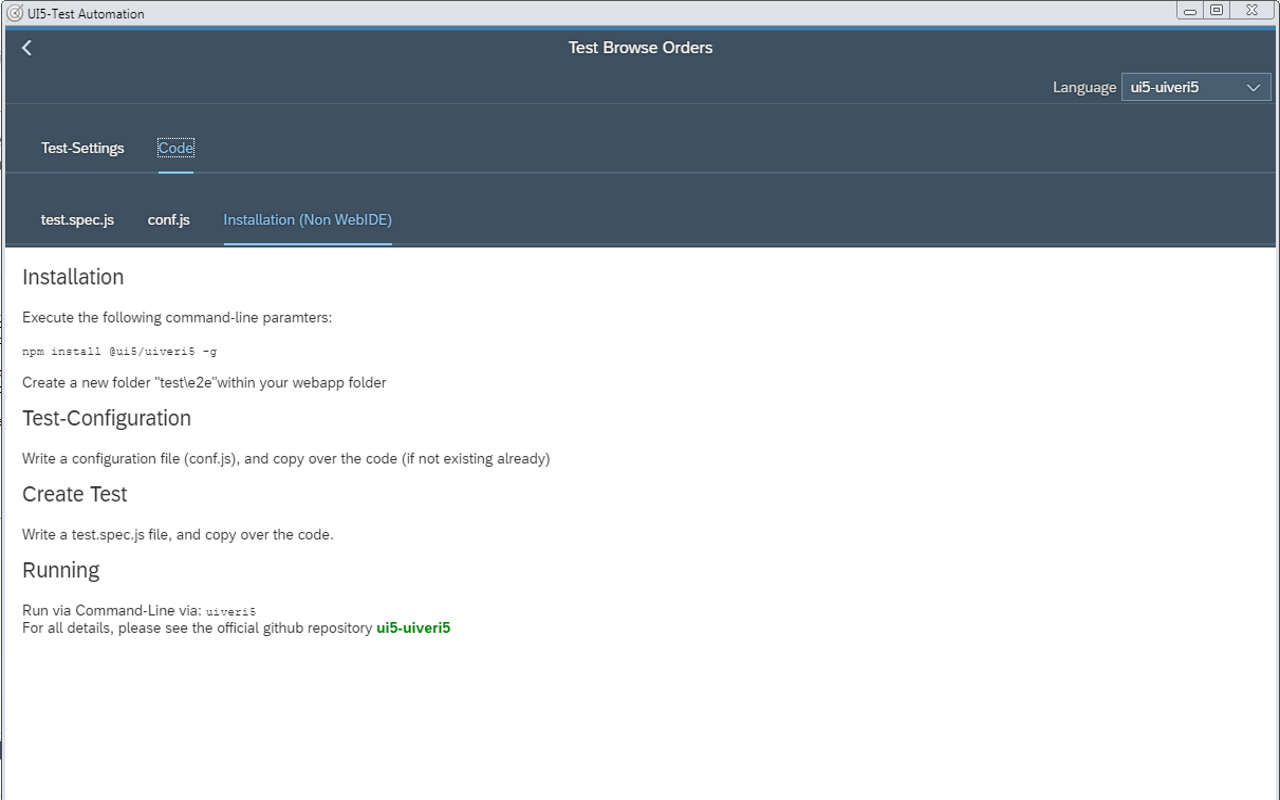 UI5-Test Automation
Test Browse Orders
Language ui5-uiveri5
Test-Settings Code
test.spec.js conf.js Installation (Non WebIDE)
Installation
Execute the following command-line paramters:
npm install @ui5/uiveri5 -g
Create a new folder "test\e2e"within your webapp folder
Test-Configuration
Write a configuration file (conf.js), and copy over the code (if not existing already)
Create Test
Write a test.spec.js file, and copy over the code.
Running
Run via Command-Line via: uiveri5
For all details, please see the official github repository ui5-uiveri5